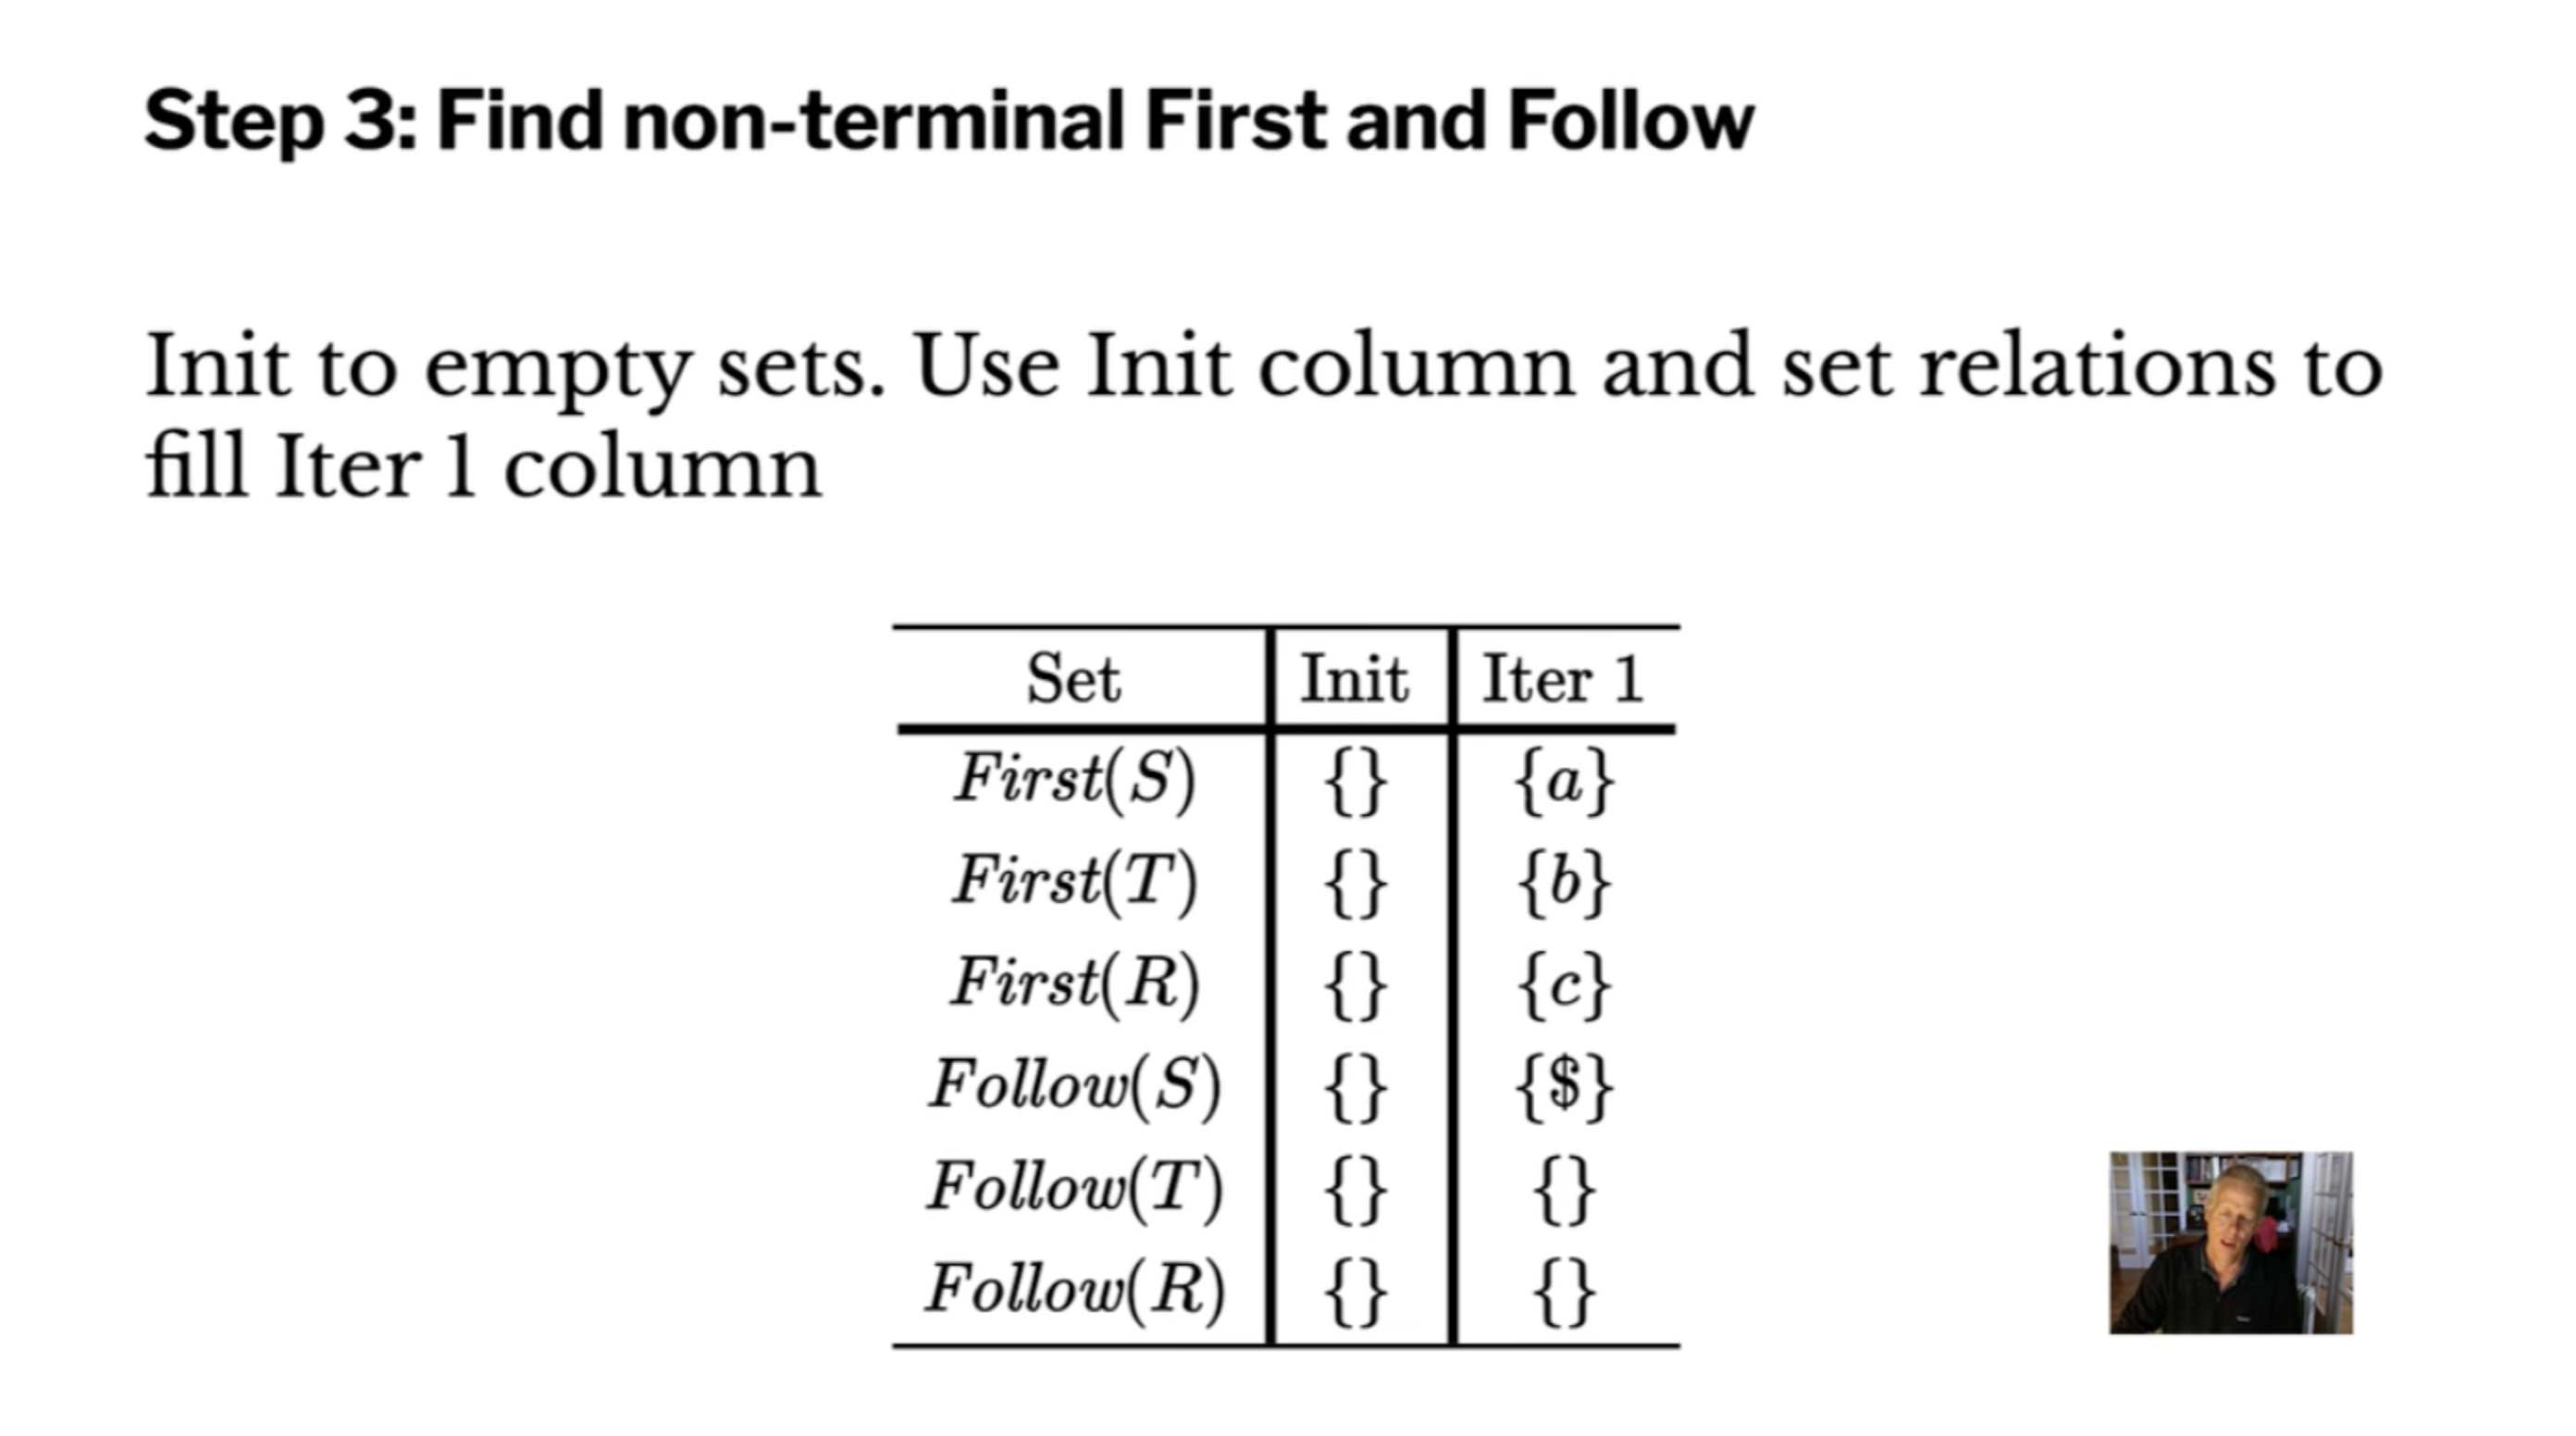 Step 3: Find non-terminal First and Follow
Init to empty sets. Use Init column and set relations to
fill Iter 1 column
Set Init Iter 1
First(S) {} {a}
First(T) {} {b}
First(R) {} {c}
Follow(S) {} {$}
Follow(T) {} {}
Follow(R) {} {}